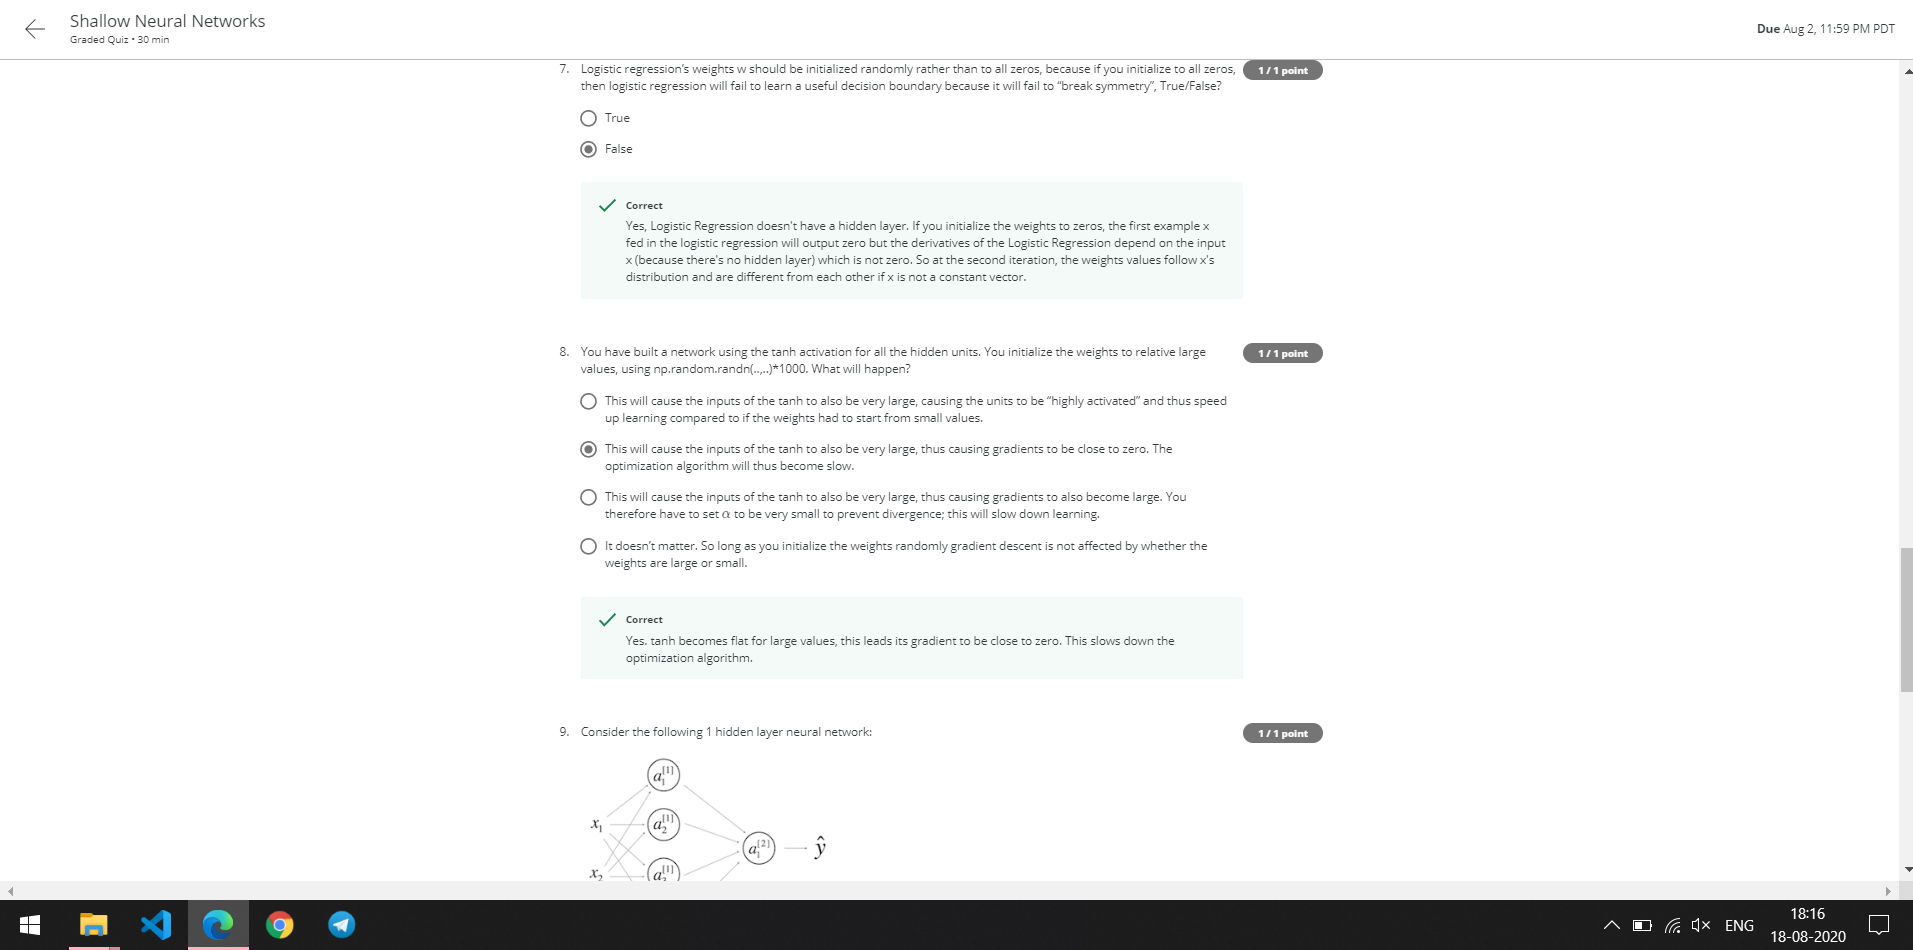 Shallow Neural Networks
Graded Quiz • 30 min
Due Aug 2, 11:59 PM PDT
7. Logistic regression's weights w should be initialized randomly rather than to all zeros, because if you initialize to all zeros,
then logistic regression will fail to learn a useful decision boundary because it will fail to “break symmetry”, True/False?
1 / 1 point
True
False
Correct
Yes, Logistic Regression doesn't have a hidden layer. If you initialize the weights to zeros, the first example x
fed in the logistic regression will output zero but the derivatives of the Logistic Regression depend on the input
x (because there's no hidden layer) which is not zero. So at the second iteration, the weights values follow x's
distribution and are different from each other if x is not a constant vector.
8. You have built a network using the tanh activation for all the hidden units. You initialize the weights to relative large
values, using np.random.randn(..,..)*1000. What will happen?
1 / 1 point
This will cause the inputs of the tanh to also be very large, causing the units to be “highly activated” and thus speed
up learning compared to if the weights had to start from small values.
This will cause the inputs of the tanh to also be very large, thus causing gradients to be close to zero. The
optimization algorithm will thus become slow.
This will cause the inputs of the tanh to also be very large, thus causing gradients to also become large. You
therefore have to set α to be very small to prevent divergence; this will slow down learning.
It doesn't matter. So long as you initialize the weights randomly gradient descent is not affected by whether the
weights are large or small.
Correct
Yes. tanh becomes flat for large values, this leads its gradient to be close to zero. This slows down the
optimization algorithm.
9. Consider the following 1 hidden layer neural network:
1 / 1 point
a₁[1]
x₁ a₂[1]
a₁[2] ŷ
x₂ a₃[1]
ENG
18:16
18-08-2020